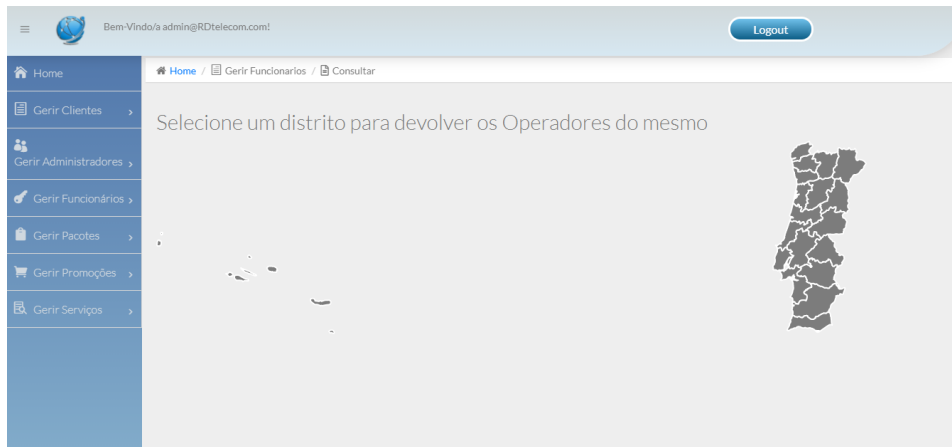 Bem-Vindo/a admin@RDtelecom.com!
Logout
Home
Home / Gerir Funcionarios / Consultar
Gerir Clientes
Selecione um distrito para devolver os Operadores do mesmo
Gerir Administradores
Gerir Funcionários
Gerir Pacotes
Gerir Promoções
Gerir Serviços